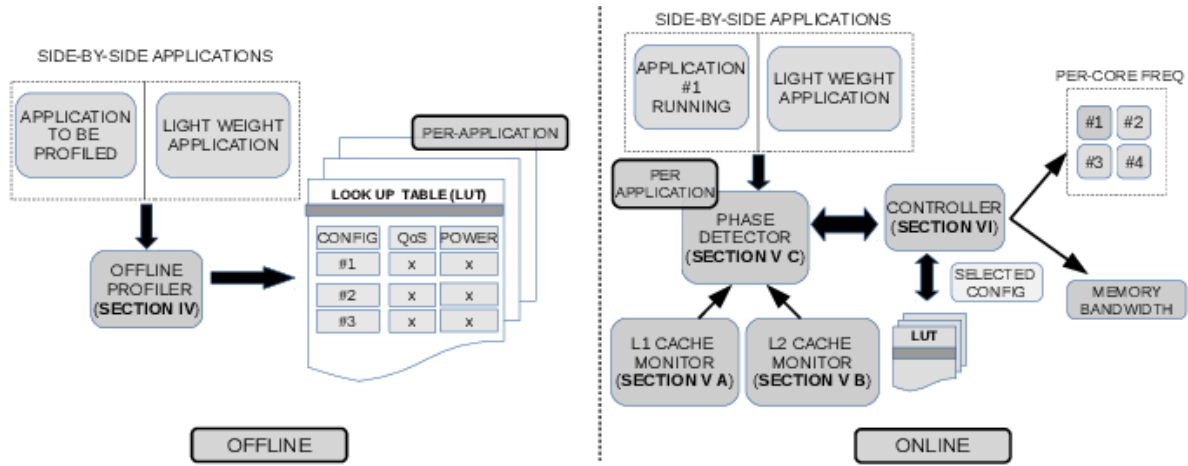 SIDE-BY-SIDE APPLICATIONS
APPLICATION
TO BE
PROFILED
LIGHT WEIGHT
APPLICATION
PER-APPLICATION
LOOK UP TABLE (LUT)
CONFIG QoS POWER
#1 x x
#2 x x
#3 x x
OFFLINE
PROFILER
(SECTION IV)
OFFLINE
SIDE-BY-SIDE APPLICATIONS
APPLICATION
#1
RUNNING
LIGHT WEIGHT
APPLICATION
PER-CORE FREQ
#1 #2
#3 #4
PER
APPLICATION
PHASE
DETECTOR
(SECTION V C)
CONTROLLER
(SECTION VI)
SELECTED
CONFIG
MEMORY
BANDWIDTH
L1 CACHE
MONITOR
(SECTION V A)
L2 CACHE
MONITOR
(SECTION V B)
LUT
ONLINE